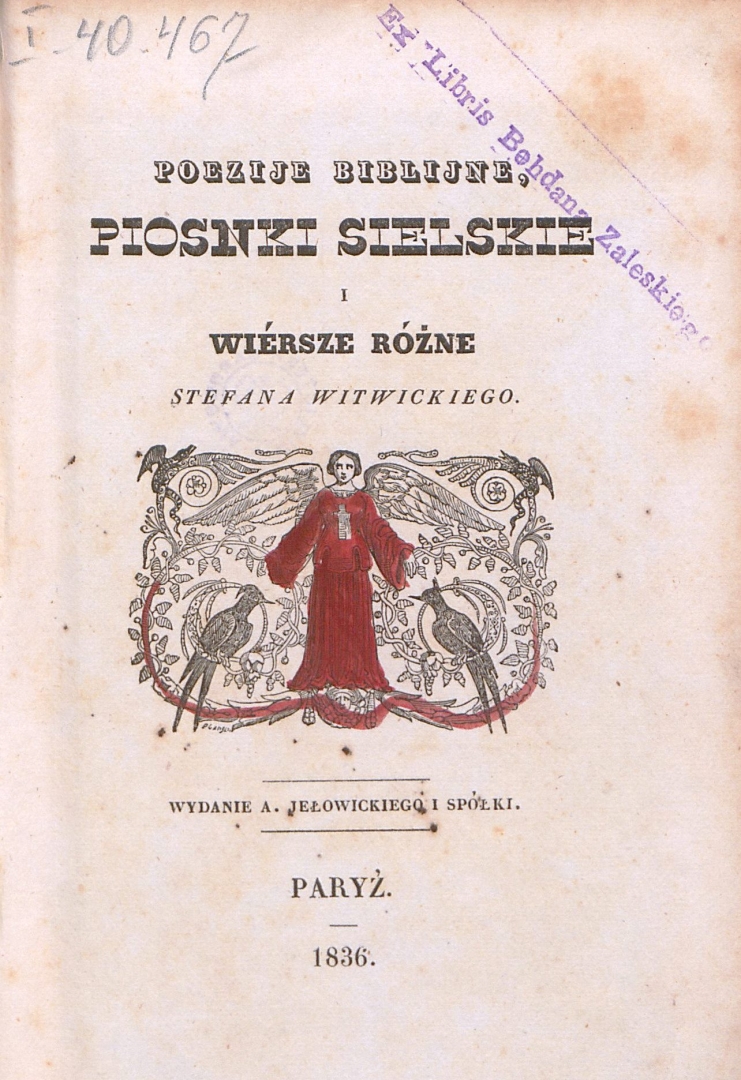 I 40.467
Ex Libris Bohdana Zaleskiego
POEZIJE BIBLIJNE,
PIOSNKI SIELSKIE
I
WIÉRSZE RÓŻNE
STEFANA WITWICKIEGO.
WYDANIE A. JEŁOWICKIEGO I SPÓŁKI.
PARYŻ.
1836.